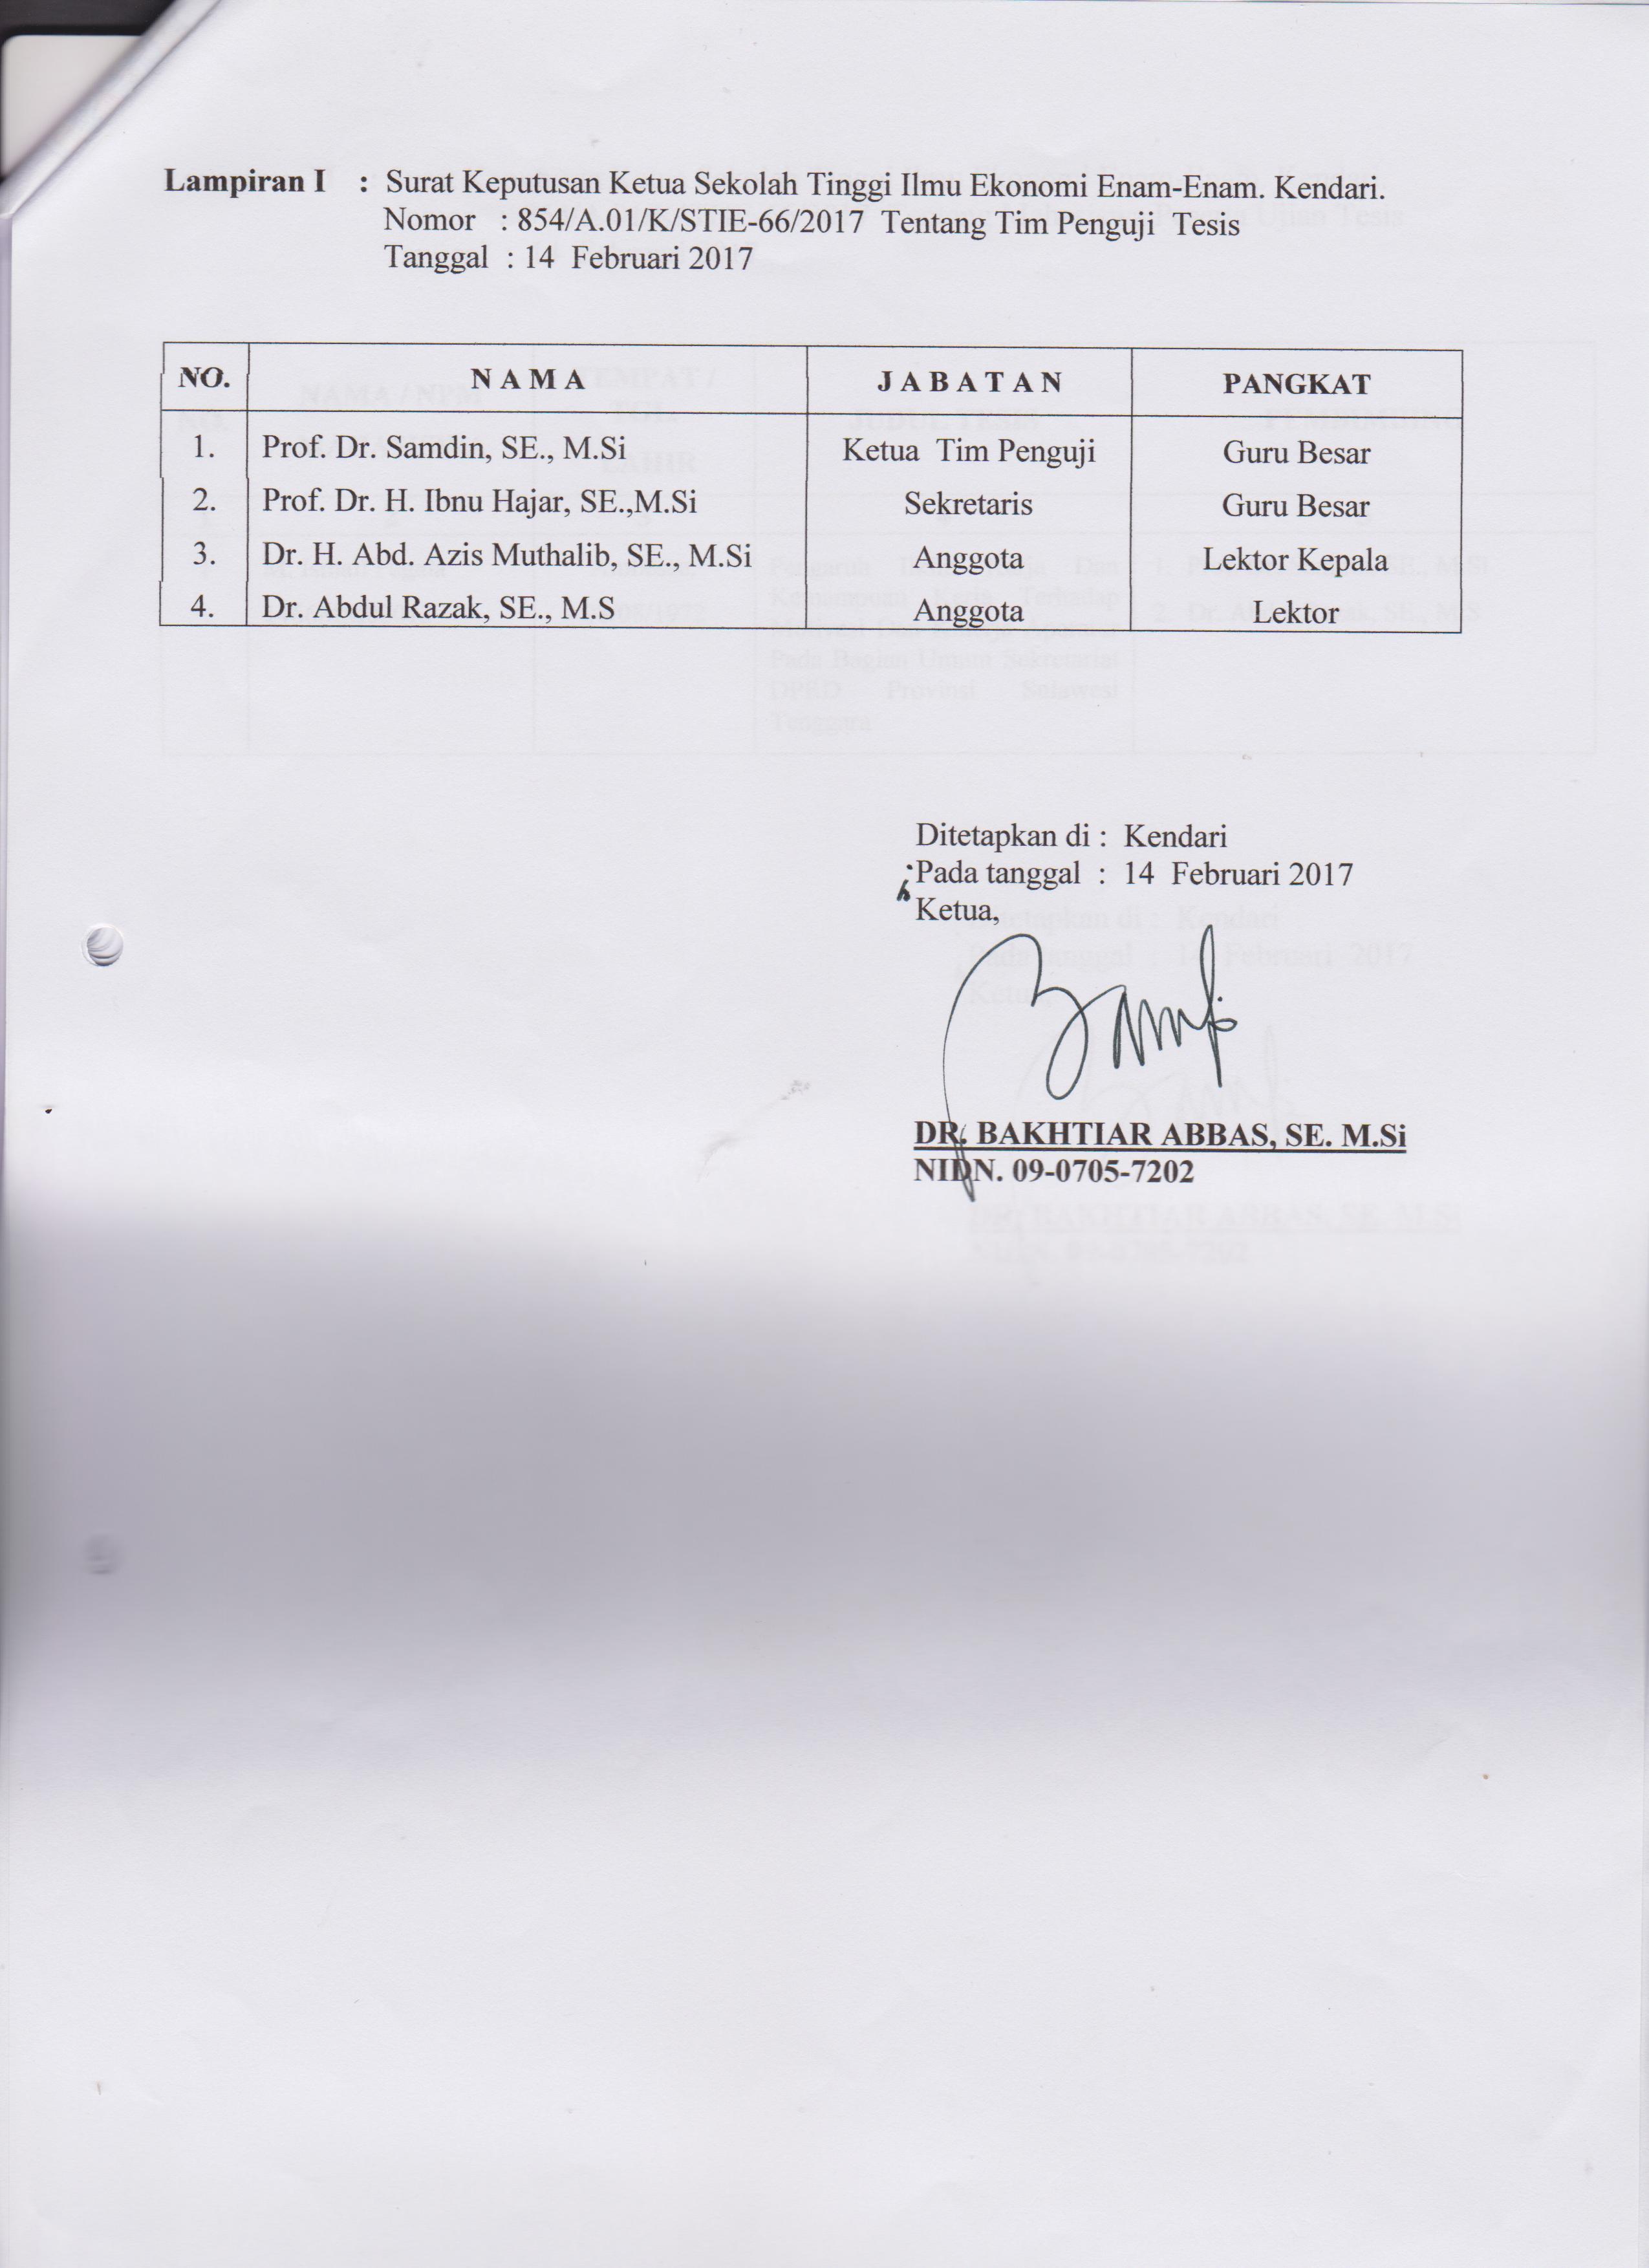 Lampiran I : Surat Keputusan Ketua Sekolah Tinggi Ilmu Ekonomi Enam-Enam. Kendari.
Nomor : 854/A.01/K/STIE-66/2017 Tentang Tim Penguji Tesis
Tanggal : 14 Februari 2017
NO. N A M A J A B A T A N PANGKAT
1. Prof. Dr. Samdin, SE., M.Si Ketua Tim Penguji Guru Besar
2. Prof. Dr. H. Ibnu Hajar, SE.,M.Si Sekretaris Guru Besar
3. Dr. H. Abd. Azis Muthalib, SE., M.Si Anggota Lektor Kepala
4. Dr. Abdul Razak, SE., M.S Anggota Lektor
Ditetapkan di : Kendari
Pada tanggal : 14 Februari 2017
Ketua,
DR. BAKHTIAR ABBAS, SE. M.Si
NIDN. 09-0705-7202